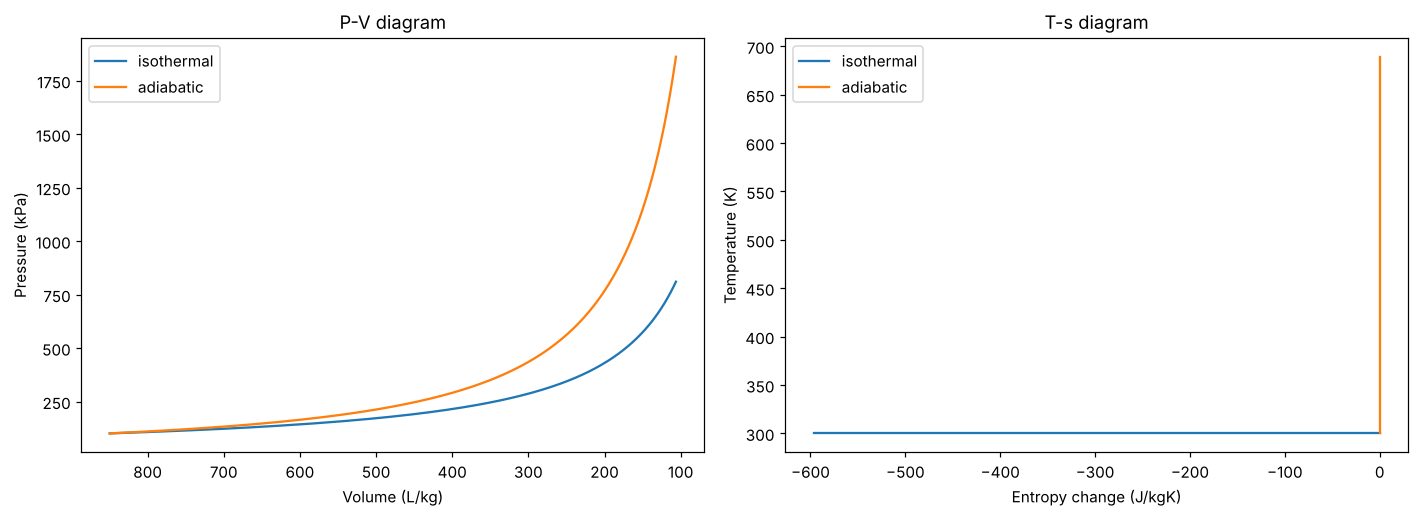 P-V diagram
isothermal
adiabatic
1750
1500
1250
1000
750
500
250
Pressure (kPa)
800 700 600 500 400 300 200 100
Volume (L/kg)
T-s diagram
isothermal
adiabatic
700
650
600
550
500
450
400
350
300
Temperature (K)
−600 −500 −400 −300 −200 −100 0
Entropy change (J/kgK)